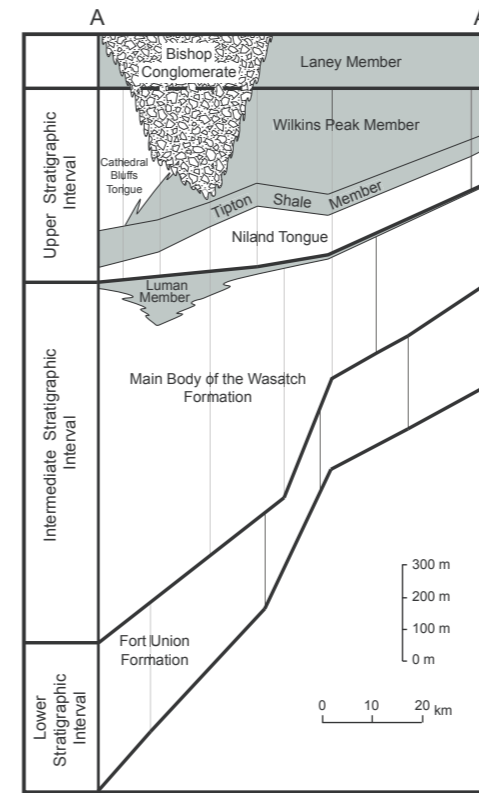 A
A
Bishop
Conglomerate
Laney Member
Wilkins Peak Member
Cathedral
Bluffs
Tongue
Tipton Shale Member
Niland Tongue
Luman
Member
Main Body of the Wasatch
Formation
Fort Union
Formation
Upper Stratigraphic
Interval
Intermediate Stratigraphic
Interval
Lower
Stratigraphic
Interval
300 m
200 m
100 m
0 m
0 10 20 km